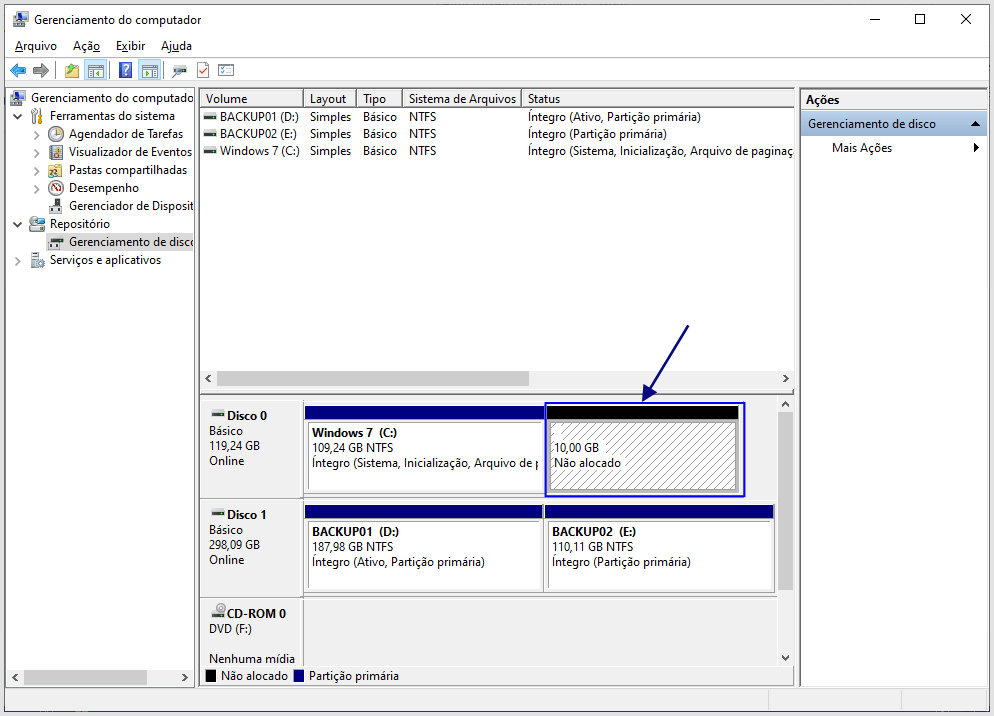 Gerenciamento do computador
Arquivo Ação Exibir Ajuda
Gerenciamento do computado
Ferramentas do sistema
Agendador de Tarefas
Visualizador de Eventos
Pastas compartilhadas
Desempenho
Gerenciador de Disposit
Repositório
Gerenciamento de disco
Serviços e aplicativos
Volume Layout Tipo Sistema de Arquivos Status
BACKUP01 (D:) Simples Básico NTFS Íntegro (Ativo, Partição primária)
BACKUP02 (E:) Simples Básico NTFS Íntegro (Partição primária)
Windows 7 (C:) Simples Básico NTFS Íntegro (Sistema, Inicialização, Arquivo de paginaç
Ações
Gerenciamento de disco
Mais Ações
Disco 0
Básico
119,24 GB
Online
Windows 7 (C:)
109,24 GB NTFS
Íntegro (Sistema, Inicialização, Arquivo de p
10,00 GB
Não alocado
Disco 1
Básico
298,09 GB
Online
BACKUP01 (D:)
187,98 GB NTFS
Íntegro (Ativo, Partição primária)
BACKUP02 (E:)
110,11 GB NTFS
Íntegro (Partição primária)
CD-ROM 0
DVD (F:)
Nenhuma mídia
Não alocado Partição primária